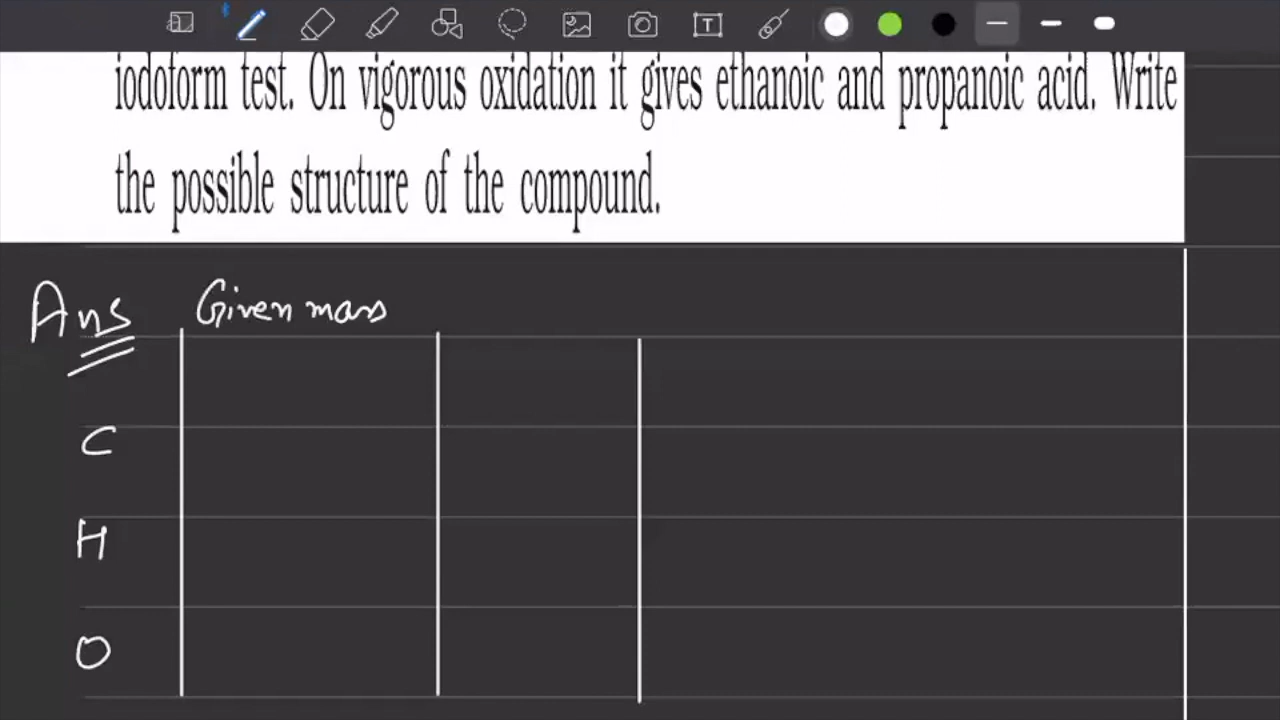 iodoform test. On vigorous oxidation it gives ethanoic and propanoic acid. Write
the possible structure of the compound.
Ans Given mass
C
H
O